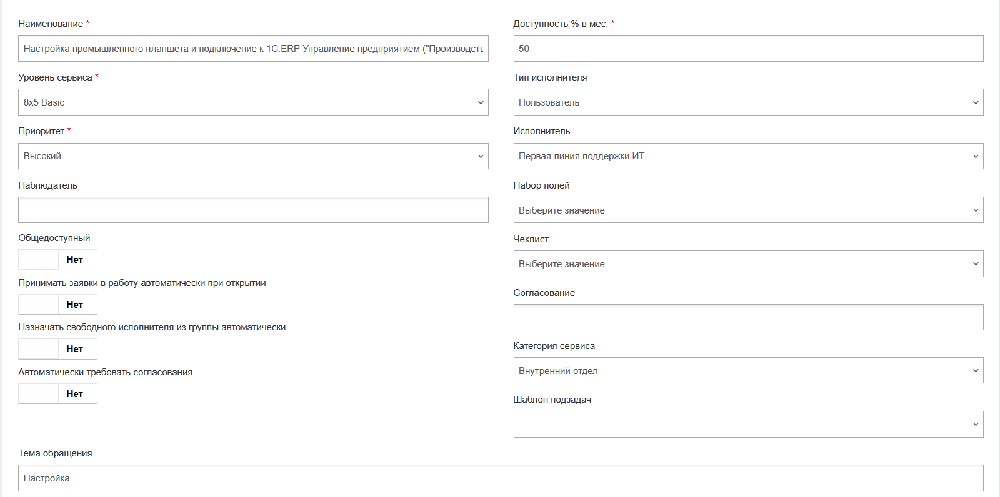 Наименование *
Настройка промышленного планшета и подключение к 1C:ERP Управление предприятием ("Производств
Уровень сервиса *
8x5 Basic
Приоритет *
Высокий
Наблюдатель
Общедоступный
Нет
Принимать заявки в работу автоматически при открытии
Нет
Назначать свободного исполнителя из группы автоматически
Нет
Автоматически требовать согласования
Нет
Доступность % в мес. *
50
Тип исполнителя
Пользователь
Исполнитель
Первая линия поддержки ИТ
Набор полей
Выберите значение
Чеклист
Выберите значение
Согласование
Категория сервиса
Внутренний отдел
Шаблон подзадач
Тема обращения
Настройка